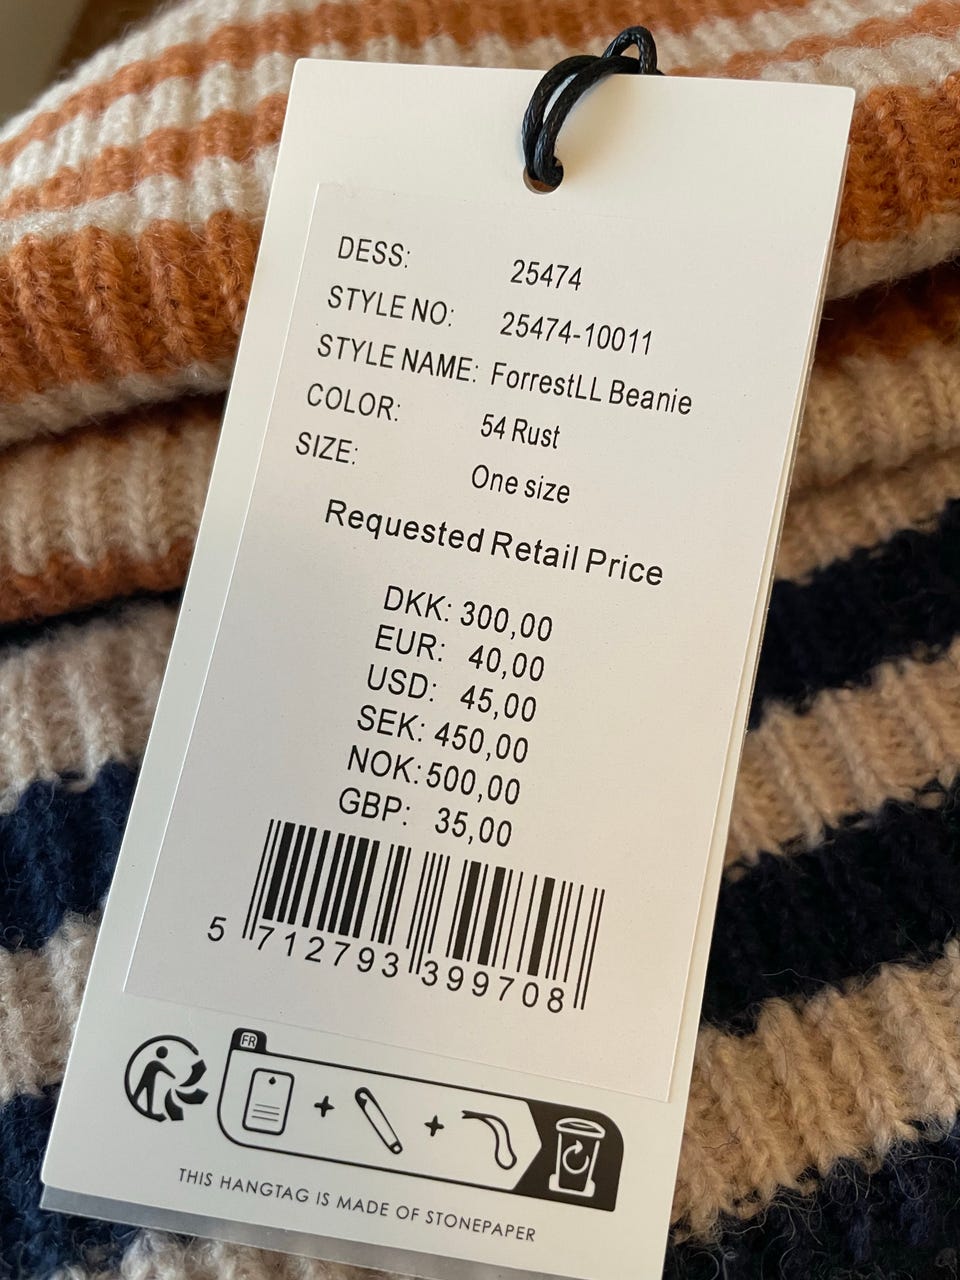 DESS: 25474
STYLE NO: 25474-10011
STYLE NAME: ForrestLL Beanie
COLOR: 54 Rust
SIZE: One size
Requested Retail Price
DKK: 300,00
EUR: 40,00
USD: 45,00
SEK: 450,00
NOK: 500,00
GBP: 35,00
5 712793 399708
FR
THIS HANGTAG IS MADE OF STONEPAPER